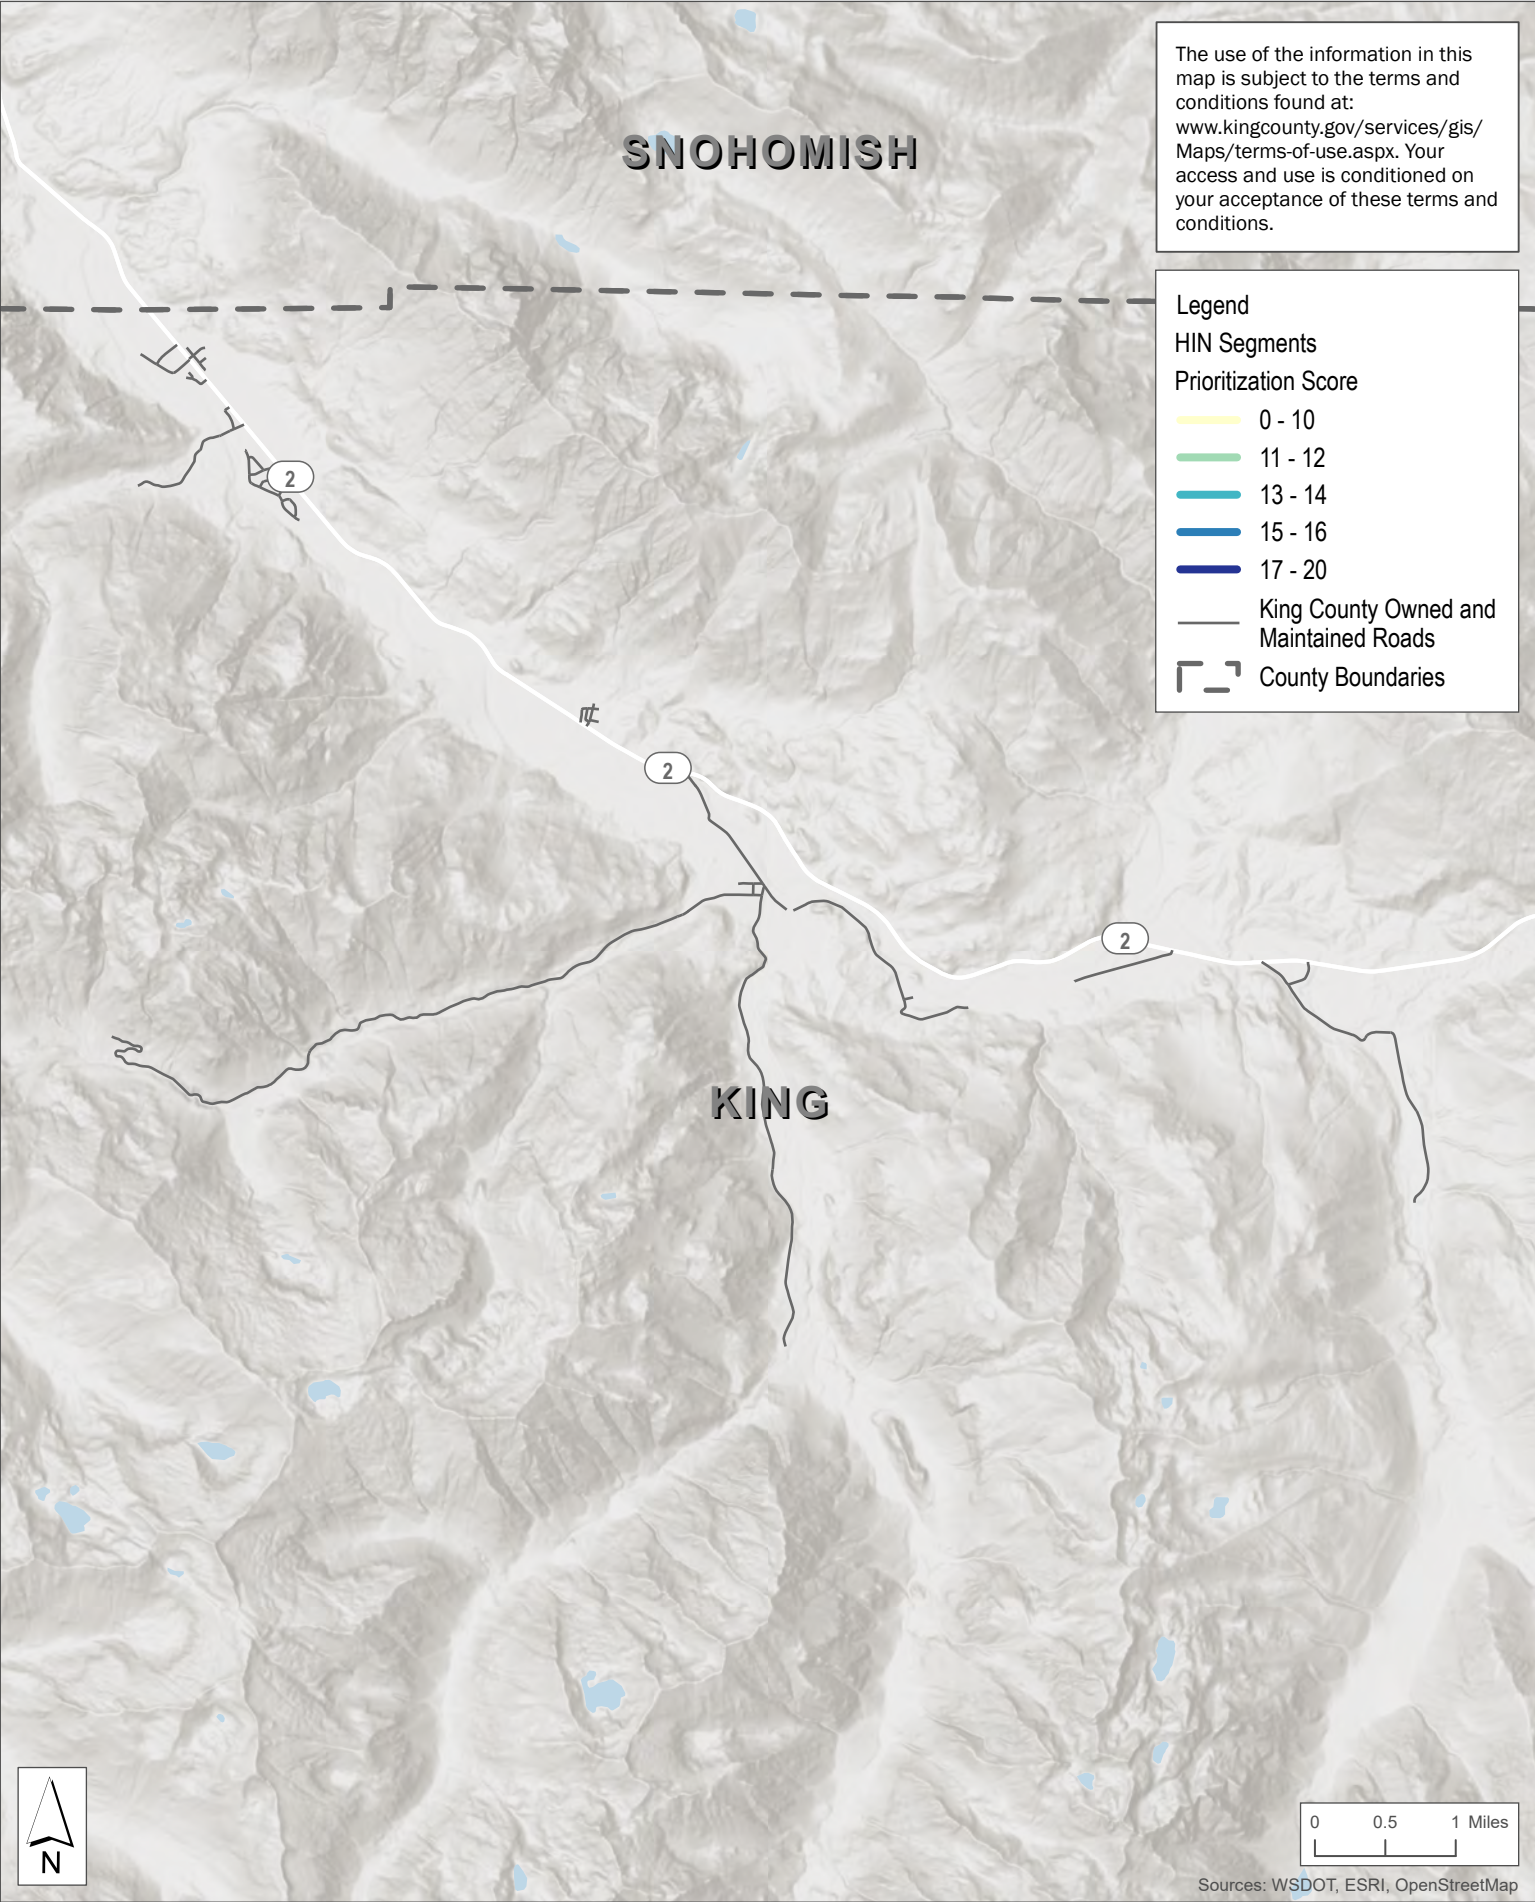 The use of the information in this
map is subject to the terms and
conditions found at:
www.kingcounty.gov/services/gis/
Maps/terms-of-use.aspx. Your
access and use is conditioned on
your acceptance of these terms and
conditions.
SNOHOMISH
Legend
HIN Segments
Prioritization Score
0 - 10
11 - 12
13 - 14
15 - 16
17 - 20
King County Owned and
Maintained Roads
County Boundaries
2
2
2
KING
N
0 0.5 1 Miles
Sources: WSDOT, ESRI, OpenStreetMap